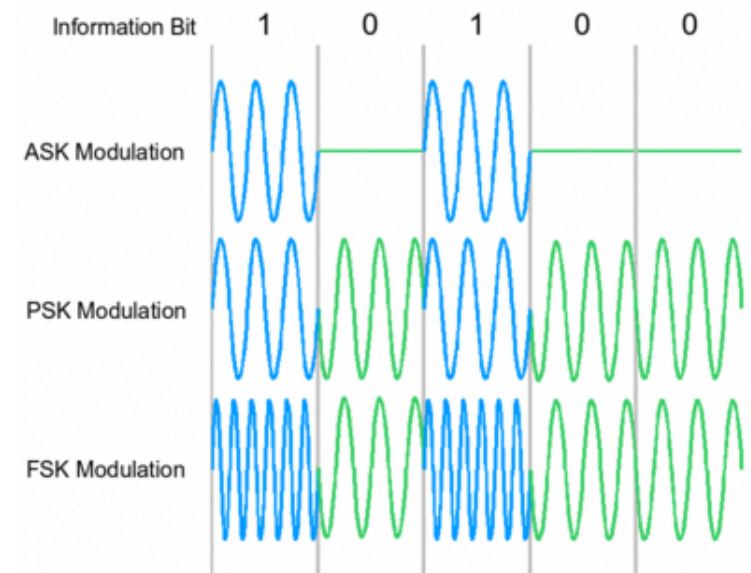 Information Bit 1 0 1 0 0
ASK Modulation
PSK Modulation
FSK Modulation